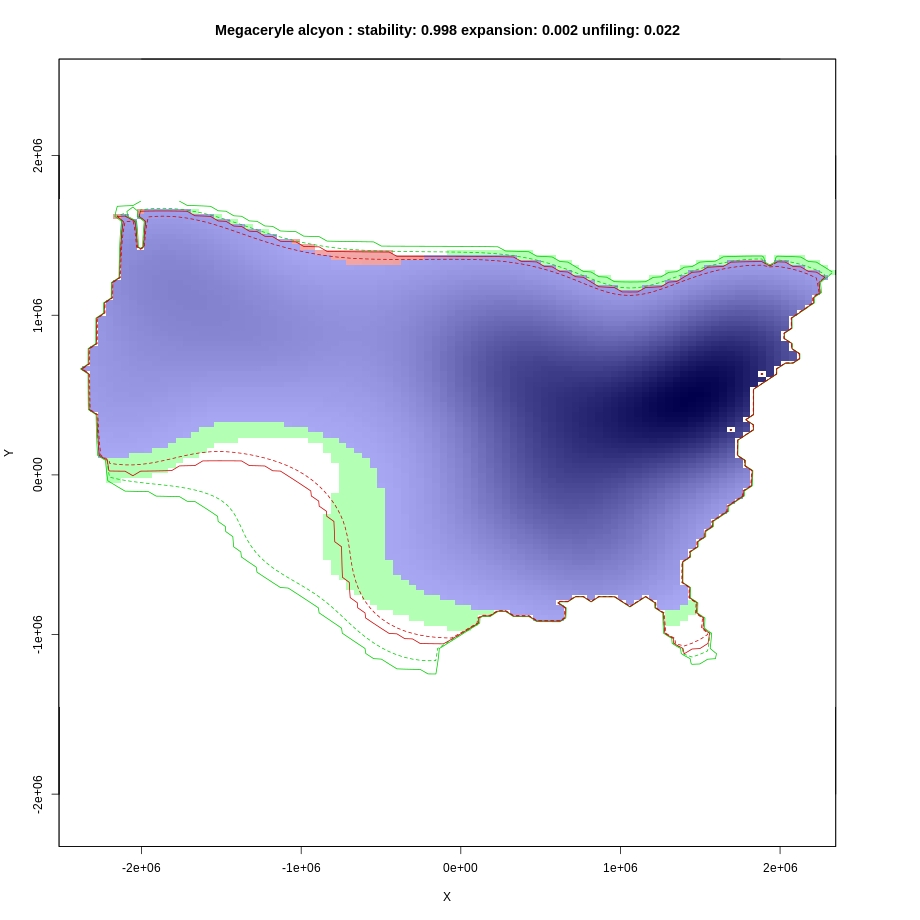 Megaceryle alcyon : stability: 0.998 expansion: 0.002 unfiling: 0.022
2e+06
1e+06
Y
0e+00
-1e+06
-2e+06
-2e+06 -1e+06 0e+00 1e+06 2e+06
X